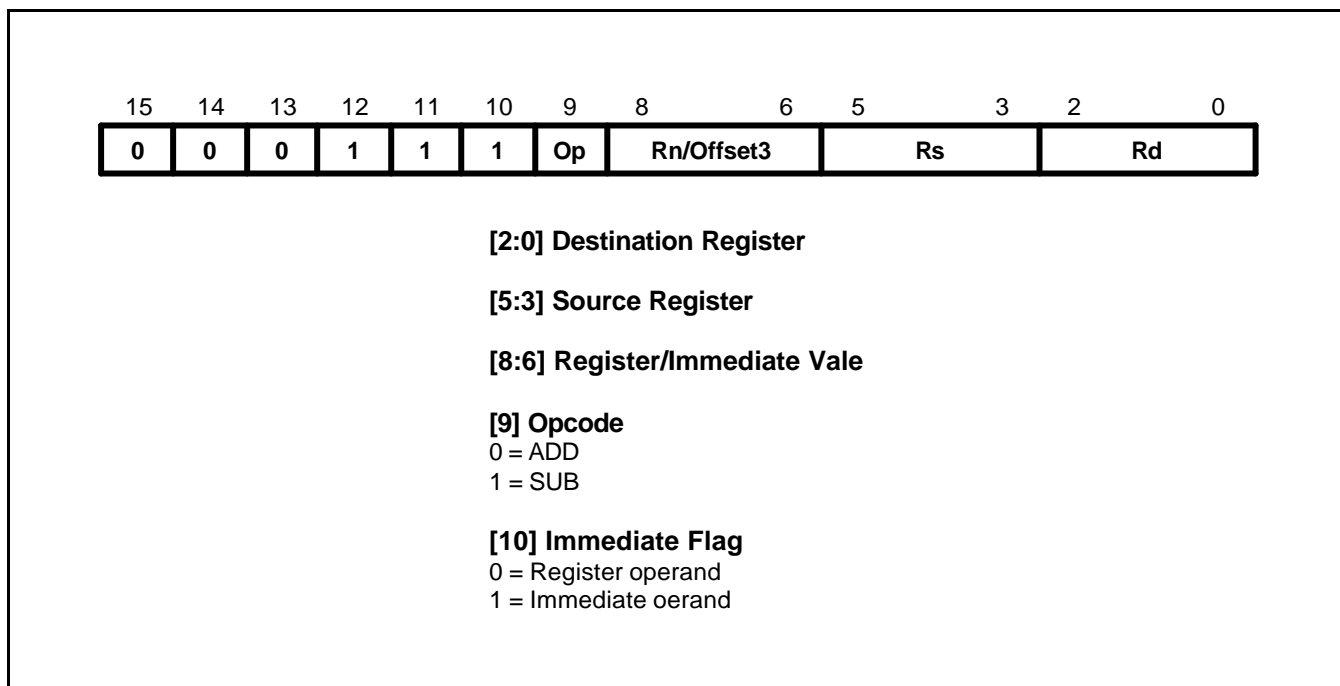 15 14 13 12 11 10 9 8 6 5 3 2 0
0 0 0 1 1 1 Op Rn/Offset3 Rs Rd
[2:0] Destination Register
[5:3] Source Register
[8:6] Register/Immediate Vale
[9] Opcode
0 = ADD
1 = SUB
[10] Immediate Flag
0 = Register operand
1 = Immediate oerand